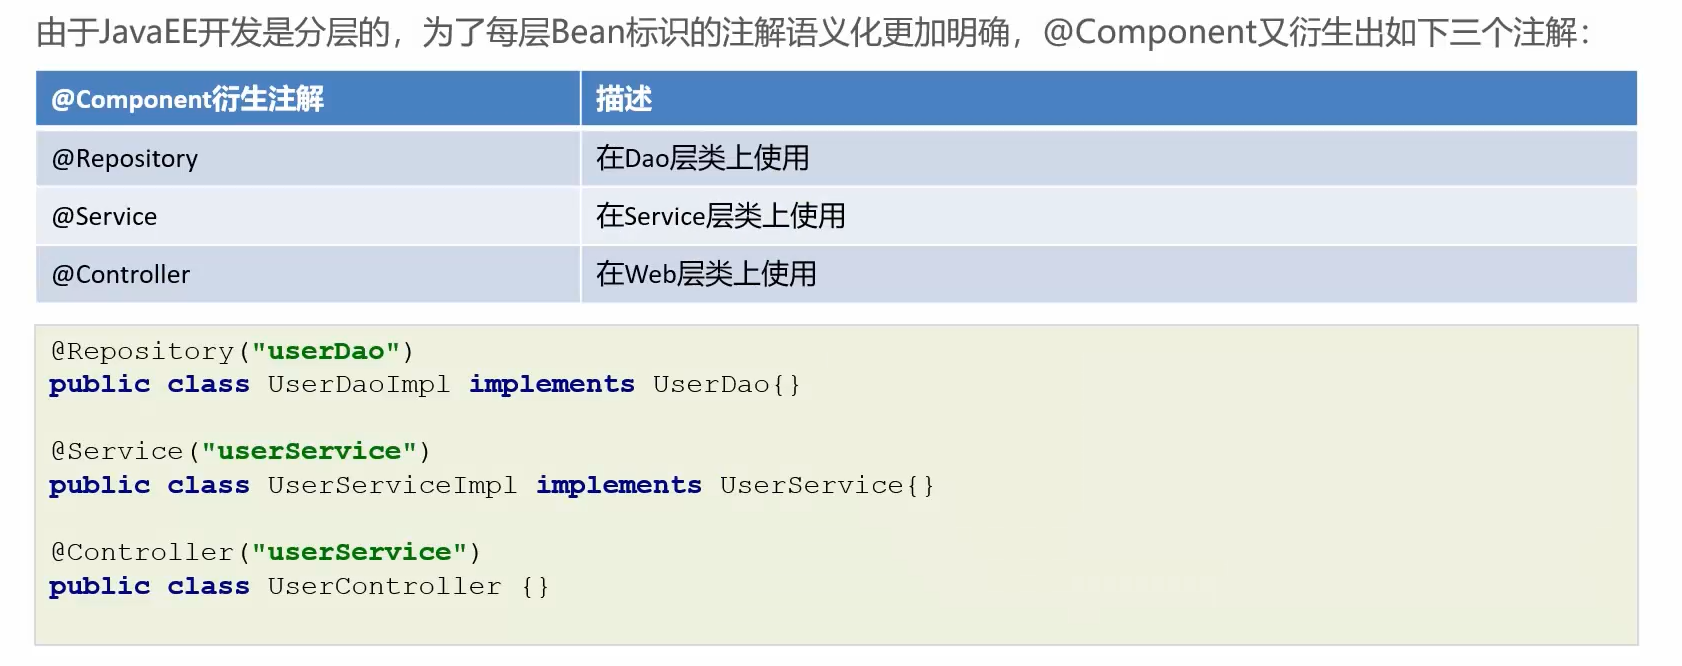 由于JavaEE开发是分层的，为了每层Bean标识的注解语义化更加明确，@Component又衍生出如下三个注解：
@Component衍生注解 描述
@Repository 在Dao层类上使用
@Service 在Service层类上使用
@Controller 在Web层类上使用
@Repository("userDao")
public class UserDaoImpl implements UserDao{}
@Service("userService")
public class UserServiceImpl implements UserService{}
@Controller("userService")
public class UserController {}